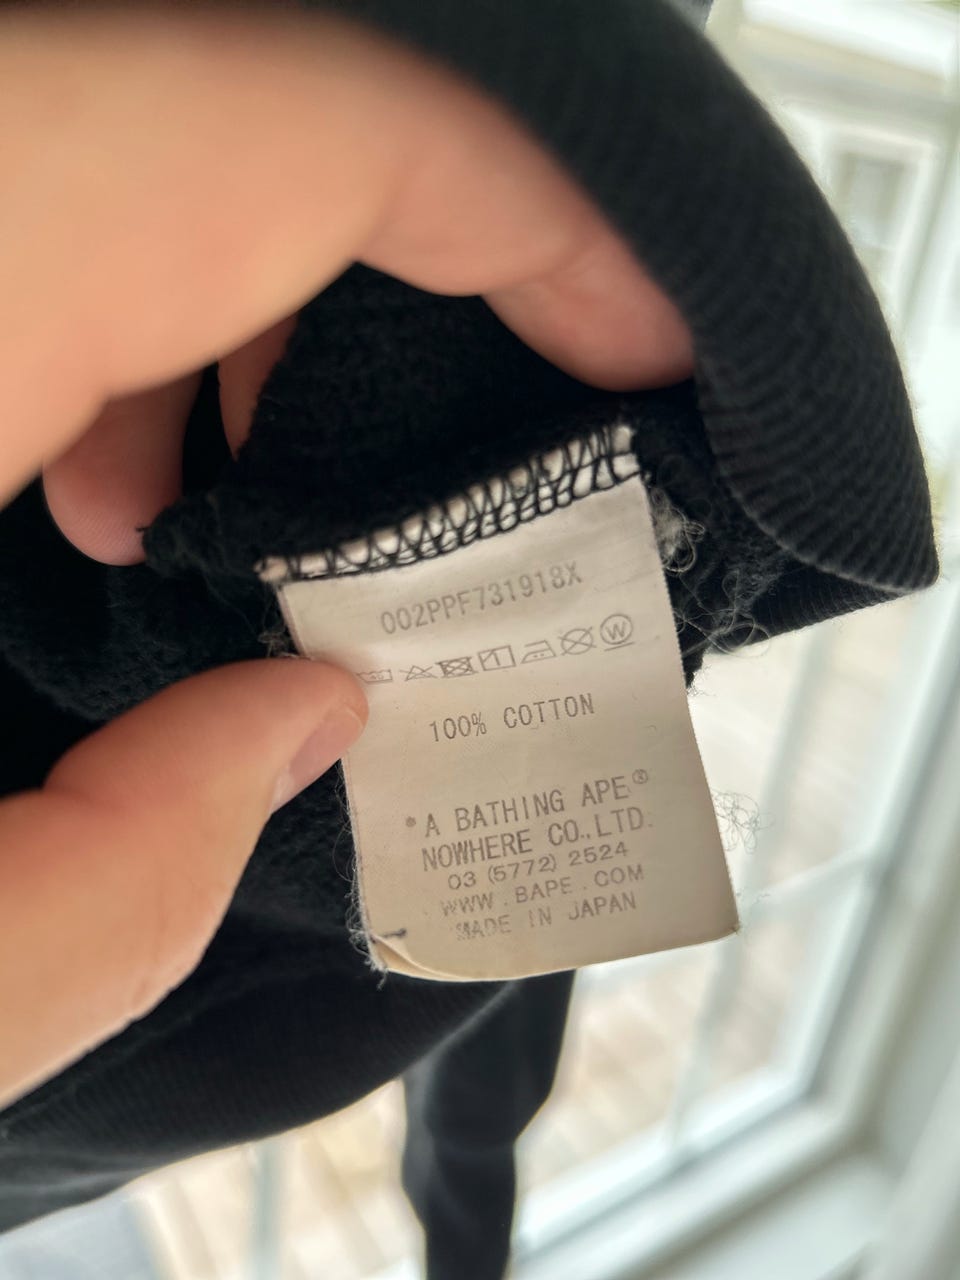 002PPF731918X
W
100% COTTON
•A BATHING APE®
NOWHERE CO.,LTD.
03 (5772) 2524
WWW.BAPE.COM
MADE IN JAPAN